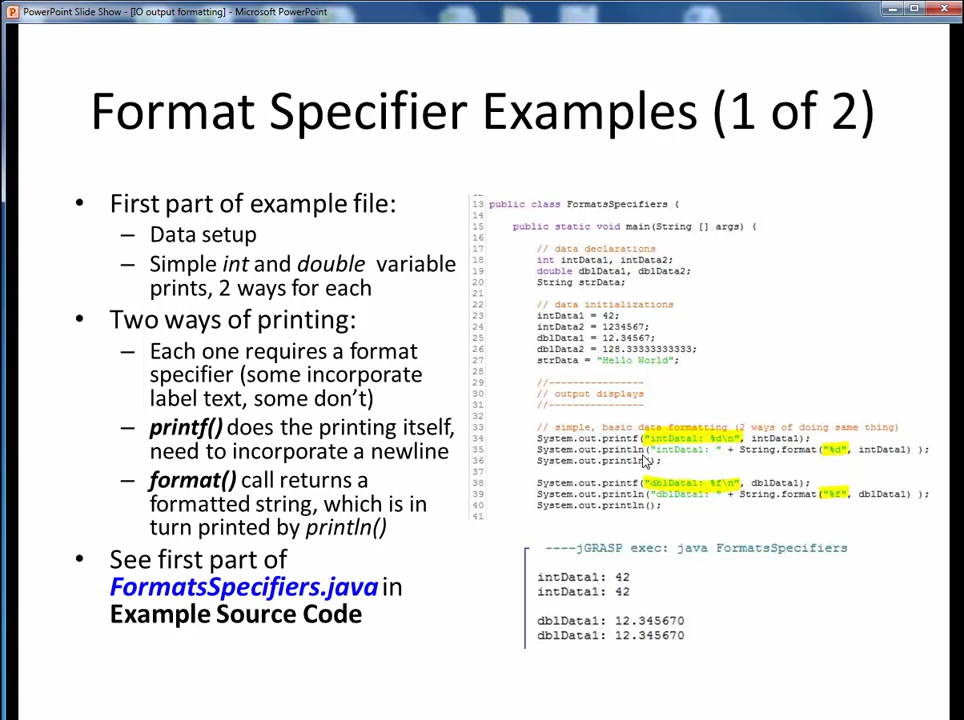 PowerPoint Slide Show - [IO output formatting] - Microsoft PowerPoint
Format Specifier Examples (1 of 2)
• First part of example file:
– Data setup
– Simple int and double variable
prints, 2 ways for each
• Two ways of printing:
– Each one requires a format
specifier (some incorporate
label text, some don't)
– printf() does the printing itself,
need to incorporate a newline
– format() call returns a
formatted string, which is in
turn printed by println()
• See first part of
FormatsSpecifiers.java in
Example Source Code
13 public class FormatsSpecifiers {
14
15 public static void main(String [] args) {
16
17 // data declarations
18 int intData1, intData2;
19 double dblData1, dblData2;
20 String strData;
21
22 // data initializations
23 intData1 = 42;
24 intData2 = 1234567;
25 dblData1 = 12.34567;
26 dblData2 = 128.33333333333;
27 strData = "Hello World";
28
29 //----------------
30 // output displays
31 //----------------
32
33 // simple, basic data formatting (2 ways of doing same thing)
34 System.out.printf("intData1: %d\n", intData1);
35 System.out.println("intData1: " + String.format("%d", intData1) );
36 System.out.println();
37
38 System.out.printf("dblData1: %f\n", dblData1);
39 System.out.println("dblData1: " + String.format("%f", dblData1) );
40 System.out.println();
41
----jGRASP exec: java FormatsSpecifiers
intData1: 42
intData1: 42
dblData1: 12.345670
dblData1: 12.345670